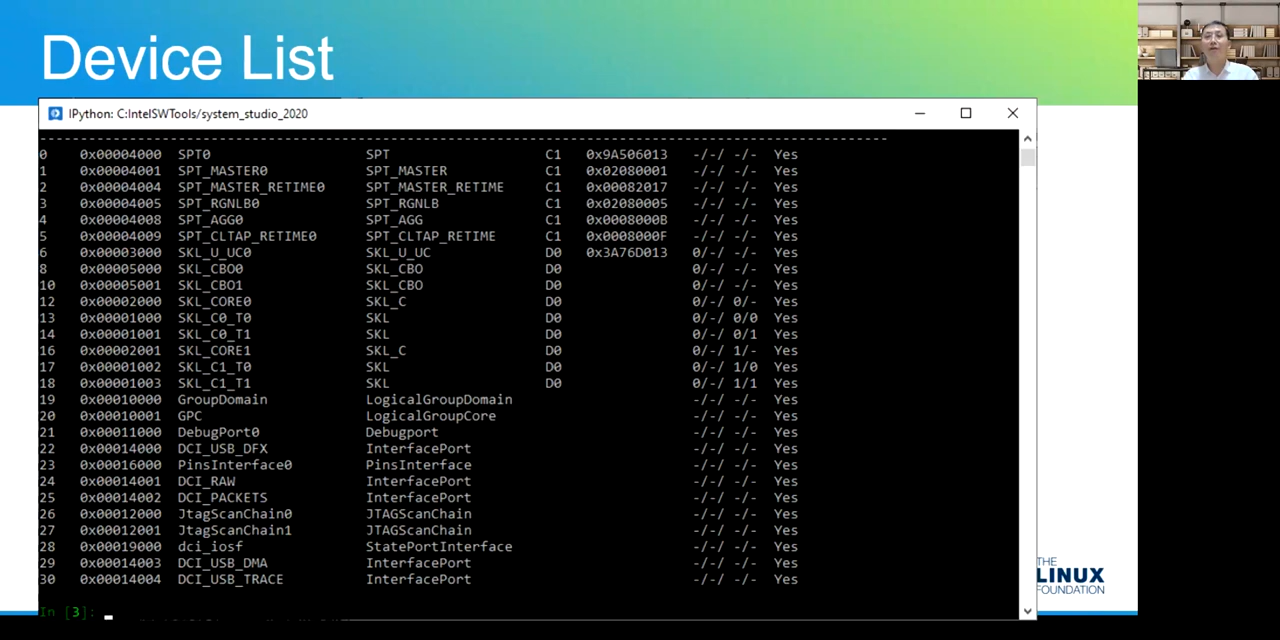 Device List
IPython: C:IntelSWTools/system_studio_2020
0 0x00004000 SPT0 SPT C1 0x9A506013 -/-/ -/- Yes
1 0x00004001 SPT_MASTER0 SPT_MASTER C1 0x02080001 -/-/ -/- Yes
2 0x00004004 SPT_MASTER_RETIME0 SPT_MASTER_RETIME C1 0x00082017 -/-/ -/- Yes
3 0x00004005 SPT_RGNLB0 SPT_RGNLB C1 0x02080005 -/-/ -/- Yes
4 0x00004008 SPT_AGG0 SPT_AGG C1 0x0008000B -/-/ -/- Yes
5 0x00004009 SPT_CLTAP_RETIME0 SPT_CLTAP_RETIME C1 0x0008000F -/-/ -/- Yes
6 0x00003000 SKL_U_UC0 SKL_U_UC D0 0x3A76D013 0/-/ -/- Yes
8 0x00005000 SKL_CBO0 SKL_CBO D0 -/-/ -/- Yes
10 0x00005001 SKL_CBO1 SKL_CBO D0 -/-/ -/- Yes
12 0x00002000 SKL_CORE0 SKL_C D0 0/-/ 0/- Yes
13 0x00001000 SKL_C0_T0 SKL D0 0/-/ 0/0 Yes
14 0x00001001 SKL_C0_T1 SKL D0 0/-/ 0/1 Yes
16 0x00002001 SKL_CORE1 SKL_C D0 0/-/ 1/- Yes
17 0x00001002 SKL_C1_T0 SKL D0 0/-/ 1/0 Yes
18 0x00001003 SKL_C1_T1 SKL D0 0/-/ 1/1 Yes
19 0x00010000 GroupDomain LogicalGroupDomain -/-/ -/- Yes
20 0x00010001 GPC LogicalGroupCore -/-/ -/- Yes
21 0x00011000 DebugPort0 Debugport -/-/ -/- Yes
22 0x00014000 DCI_USB_DFX InterfacePort -/-/ -/- Yes
23 0x00016000 PinsInterface0 PinsInterface -/-/ -/- Yes
24 0x00014001 DCI_RAW InterfacePort -/-/ -/- Yes
25 0x00014002 DCI_PACKETS InterfacePort -/-/ -/- Yes
26 0x00012000 JtagScanChain0 JTAGScanChain -/-/ -/- Yes
27 0x00012001 JtagScanChain1 JTAGScanChain -/-/ -/- Yes
28 0x00019000 dci_iosf StatePortInterface -/-/ -/- Yes
29 0x00014003 DCI_USB_DMA InterfacePort -/-/ -/- Yes
30 0x00014004 DCI_USB_TRACE InterfacePort -/-/ -/- Yes
In [3]:
THE
LINUX
FOUNDATION